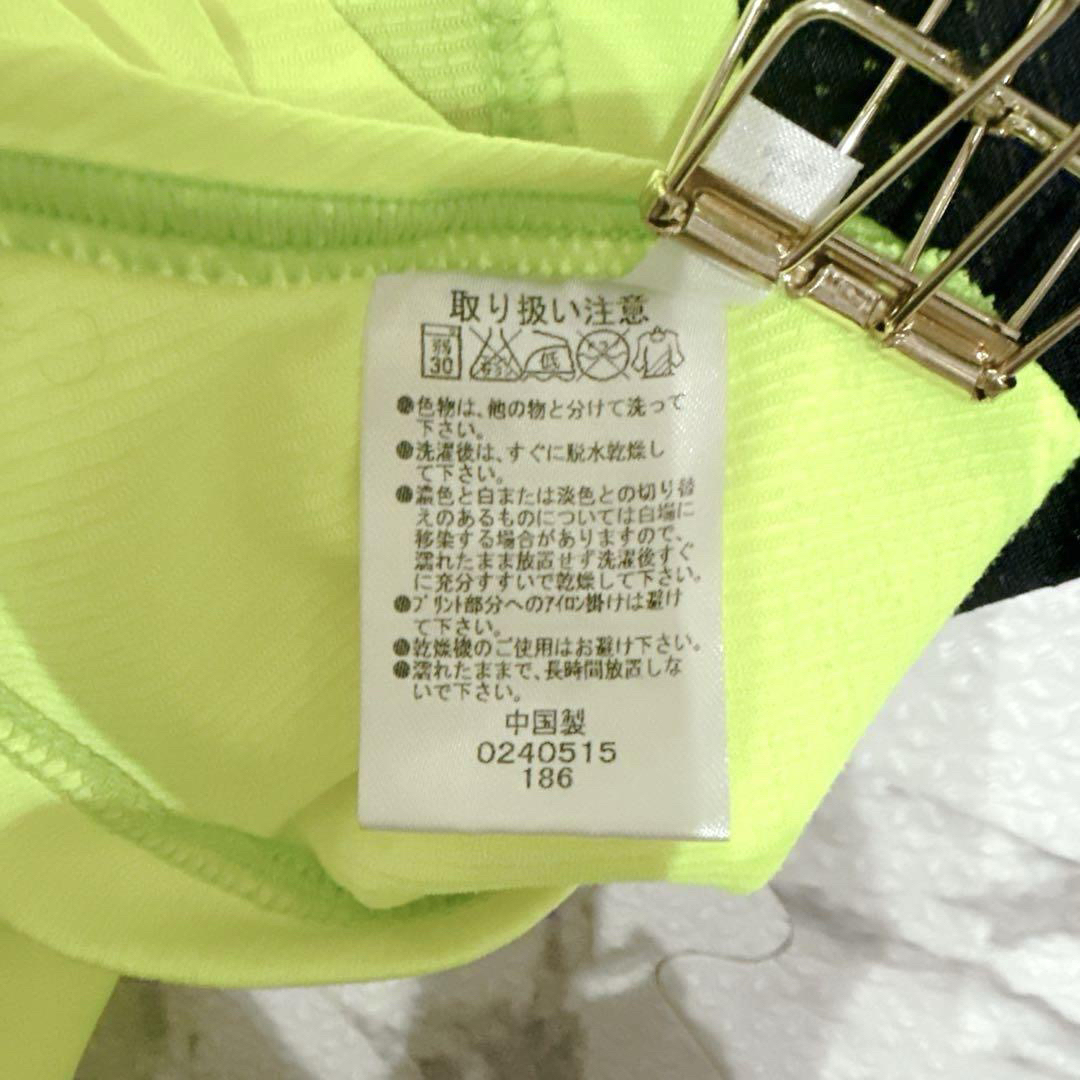 取り扱い注意
弱 30 エンソ 低
●色物は、他の物と分けて洗って
下さい。
●洗濯後は、すぐに脱水乾燥し
て下さい。
●濃色と白または淡色との切り替
えのあるものについては白場に
移染する場合がありますので、
濡れたまま放置せず洗濯後すぐ
に充分すすいで乾燥して下さい。
●プリント部分へのアイロン掛けは避け
て下さい。
●乾燥機のご使用はお避け下さい。
●濡れたままで、長時間放置しな
いで下さい。
中国製
0240515
186